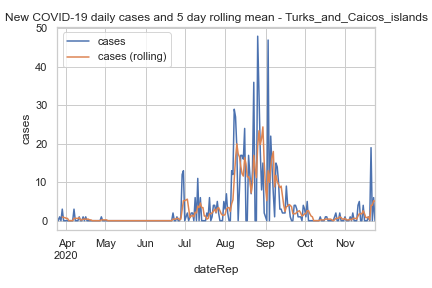 New COVID-19 daily cases and 5 day rolling mean - Turks_and_Caicos_islands
50
cases
cases (rolling)
40
30
20
10
0
cases
Apr May Jun Jul Aug Sep Oct Nov
2020
dateRep